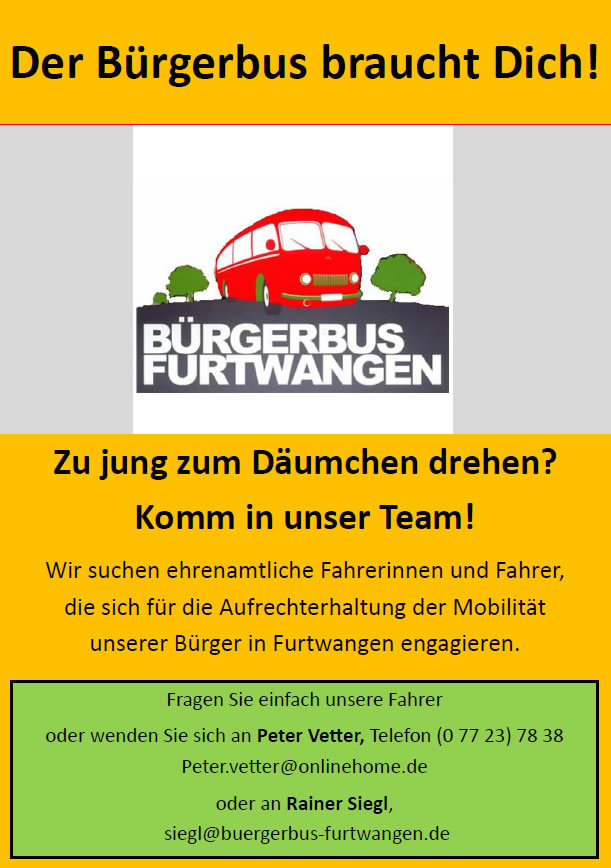 Der Bürgerbus braucht Dich!
BÜRGERBUS
FURTWANGEN
Zu jung zum Däumchen drehen?
Komm in unser Team!
Wir suchen ehrenamtliche Fahrerinnen und Fahrer,
die sich für die Aufrechterhaltung der Mobilität
unserer Bürger in Furtwangen engagieren.
Fragen Sie einfach unsere Fahrer
oder wenden Sie sich an Peter Vetter, Telefon (0 77 23) 78 38
Peter.vetter@onlinehome.de
oder an Rainer Siegl,
siegl@buergerbus-furtwangen.de